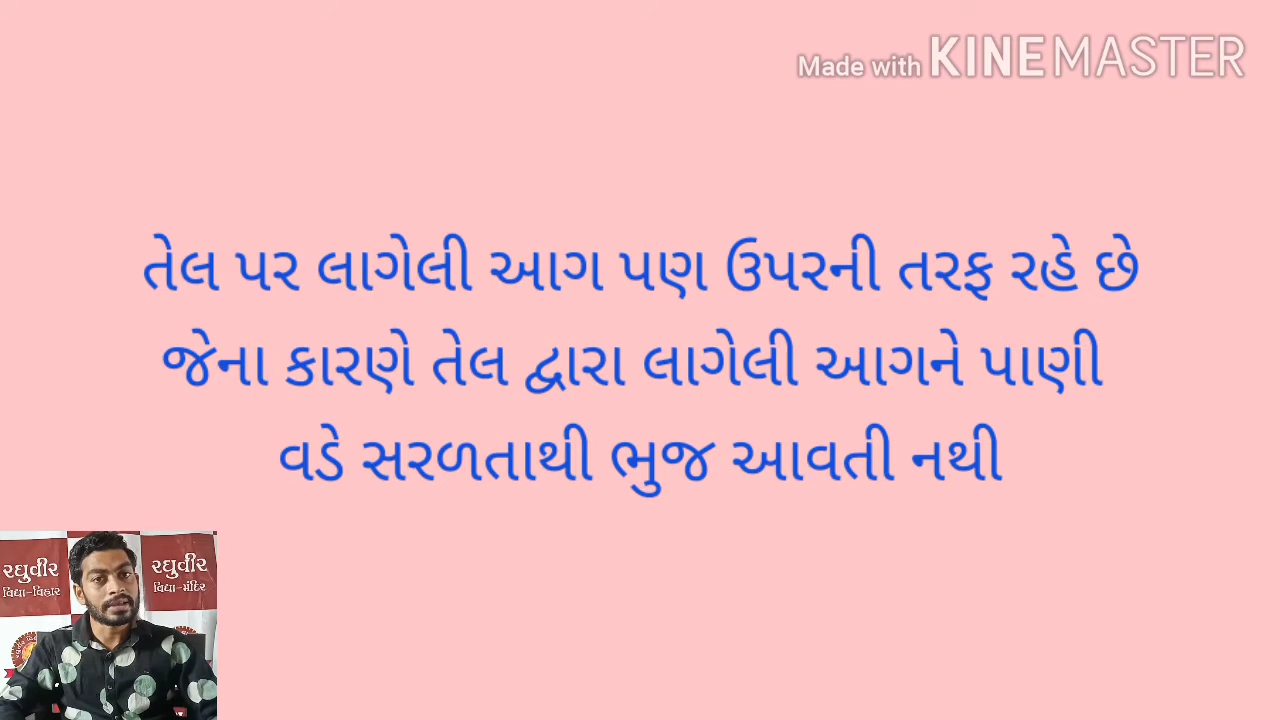 Made with KINEMASTER
તેલ પર લાગેલી આગ પણ ઉપરની તરફ રહે છે
જેના કારણે તેલ દ્વારા લાગેલી આગને પાણી
વડે સરળતાથી ભુજ આવતી નથી
રઘુવીર
વિદ્યા-વિહાર
રઘુવીર
વિદ્યા-મંદિર